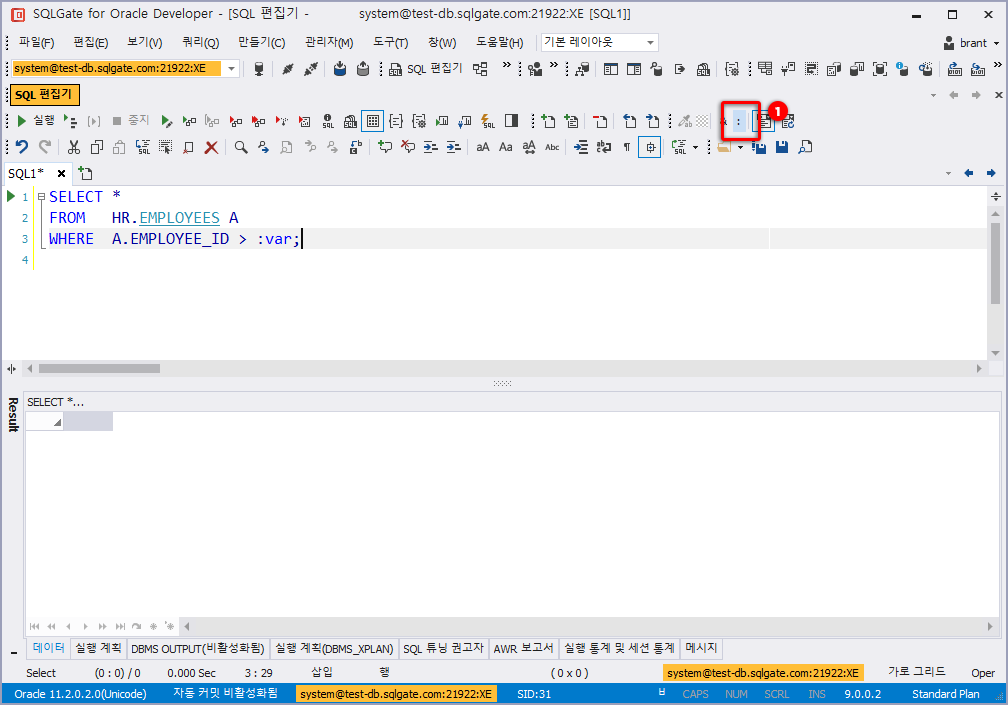 SQLGate for Oracle Developer - [SQL 편집기 - system@test-db.sqlgate.com:21922:XE [SQL1]]
파일(F) 편집(E) 보기(V) 쿼리(Q) 만들기(C) 관리자(M) 도구(T) 창(W) 도움말(H) 기본 레이아웃 brant
system@test-db.sqlgate.com:21922:XE SQL 편집기
SQL 편집기
실행 중지 : 1
SQL1*
1 SELECT *
2 FROM HR.EMPLOYEES A
3 WHERE A.EMPLOYEE_ID > :var;
4
Result
SELECT *...
데이터 실행 계획 DBMS OUTPUT(비활성화됨) 실행 계획(DBMS_XPLAN) SQL 튜닝 권고자 AWR 보고서 실행 통계 및 세션 통계 메시지
Select (0 : 0) / 0 0.000 Sec 3 : 29 삽입 행 ( 0 x 0 ) system@test-db.sqlgate.com:21922:XE 가로 그리드 Oper
Oracle 11.2.0.2.0(Unicode) 자동 커밋 비활성화됨 system@test-db.sqlgate.com:21922:XE SID:31 CAPS NUM SCRL INS 9.0.0.2 Standard Plan